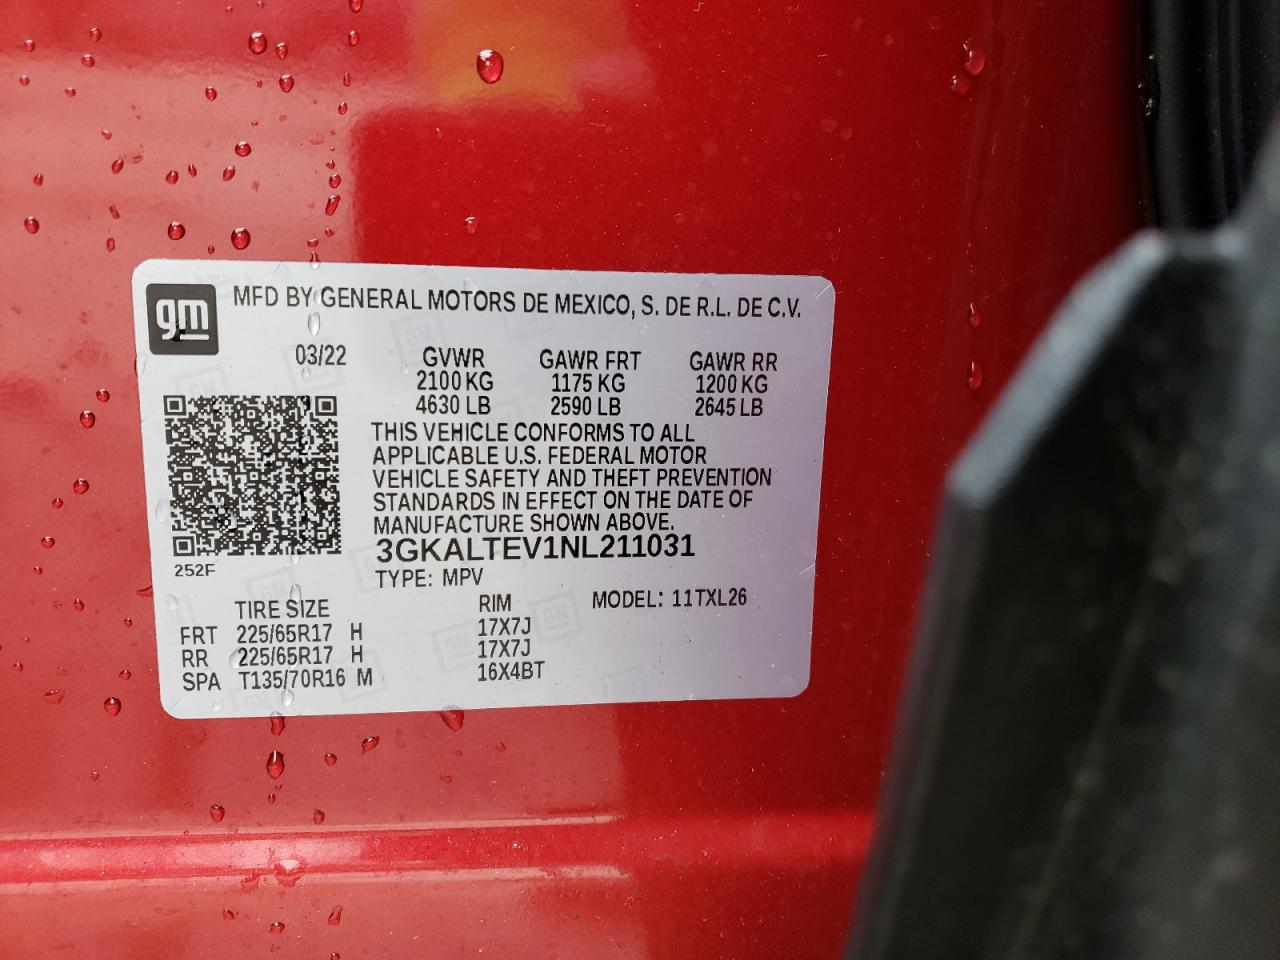 gm
MFD BY GENERAL MOTORS DE MEXICO, S. DE R.L. DE C.V.
03/22 GVWR GAWR FRT GAWR RR
2100 KG 1175 KG 1200 KG
4630 LB 2590 LB 2645 LB
THIS VEHICLE CONFORMS TO ALL
APPLICABLE U.S. FEDERAL MOTOR
VEHICLE SAFETY AND THEFT PREVENTION
STANDARDS IN EFFECT ON THE DATE OF
MANUFACTURE SHOWN ABOVE.
3GKALTEV1NL211031
252F
TYPE: MPV
TIRE SIZE RIM MODEL: 11TXL26
FRT 225/65R17 H 17X7J
RR 225/65R17 H 17X7J
SPA T135/70R16 M 16X4BT